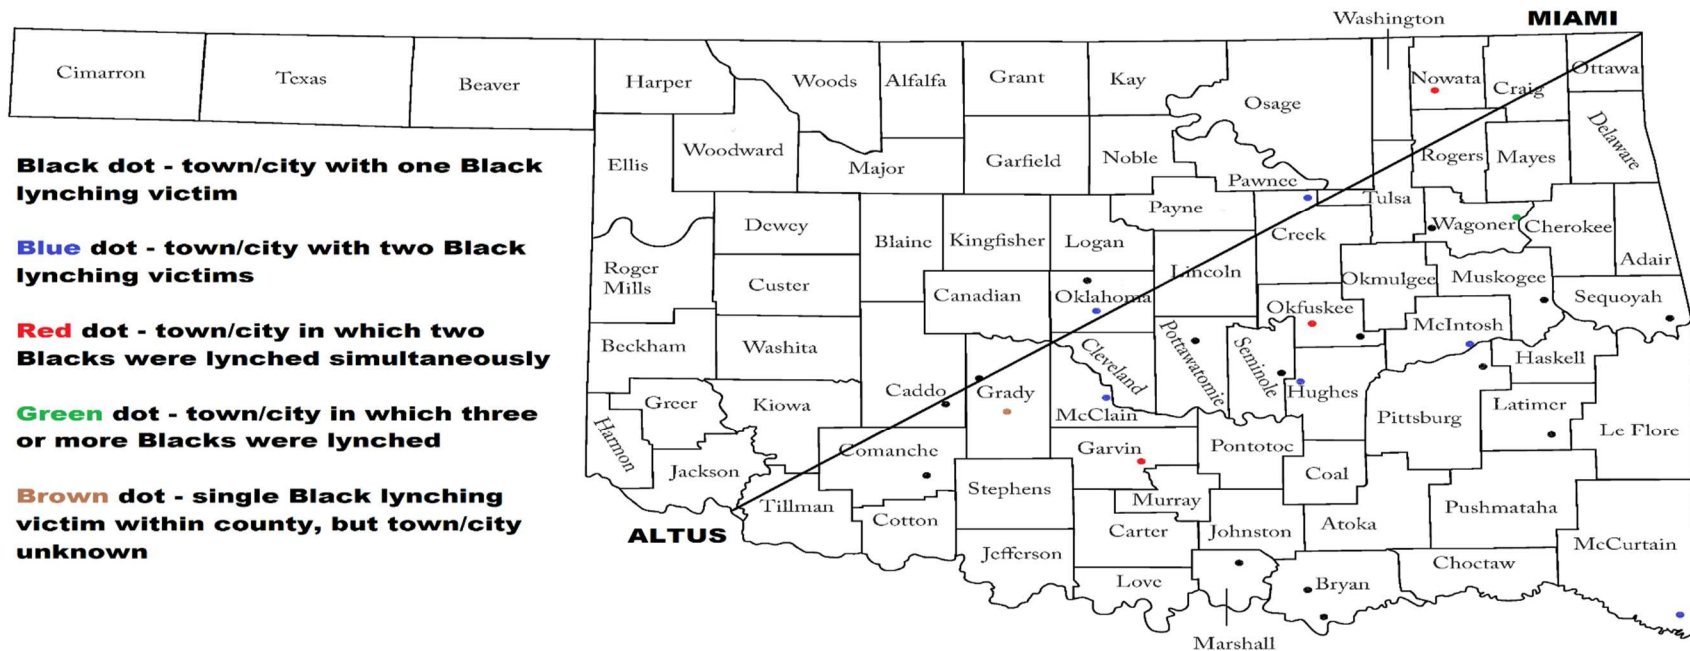 Washington
MIAMI
Cimarron
Texas
Beaver
Harper
Woods
Alfalfa
Grant
Kay
Osage
Nowata
Craig
Ottawa
Black dot - town/city with one Black
lynching victim
Blue dot - town/city with two Black
lynching victims
Red dot - town/city in which two
Blacks were lynched simultaneously
Green dot - town/city in which three
or more Blacks were lynched
Brown dot - single Black lynching
victim within county, but town/city
unknown
Ellis
Woodward
Major
Garfield
Noble
Pawnee
Rogers
Mayes
Delaware
Dewey
Blaine
Kingfisher
Logan
Payne
Creek
Tulsa
Wagoner
Cherokee
Adair
Roger
Mills
Custer
Canadian
Oklahoma
Lincoln
Okmulgee
Muskogee
Sequoyah
Beckham
Washita
Caddo
Grady
Cleveland
Pottawatomie
Seminole
Okfuskee
McIntosh
Haskell
Hughes
Greer
Kiowa
McClain
Pittsburg
Latimer
Le Flore
Harmon
Jackson
Comanche
Garvin
Pontotoc
Coal
ALTUS
Tillman
Cotton
Stephens
Murray
Carter
Johnston
Atoka
Pushmataha
McCurtain
Jefferson
Love
Bryan
Choctaw
Marshall